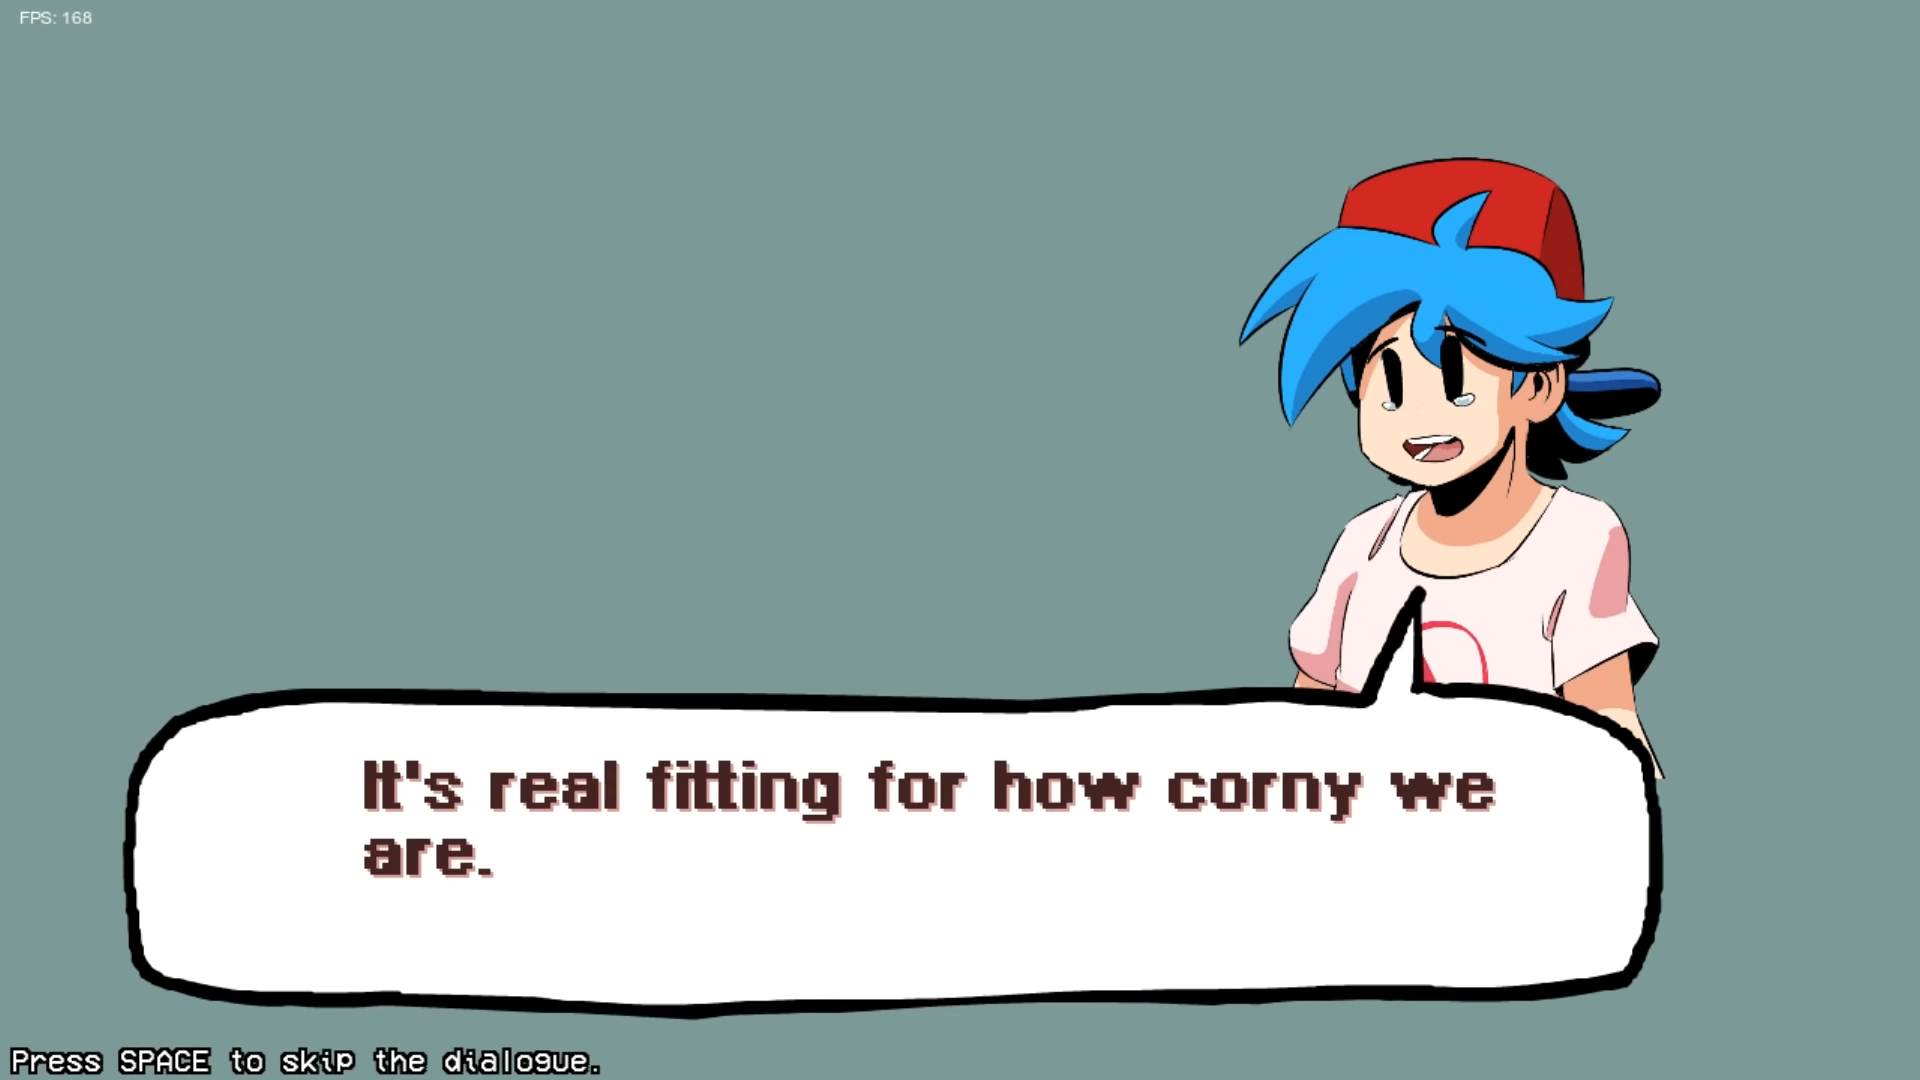 FPS: 168
It's real fitting for how corny we
are.
Press SPACE to skip the dialogue.